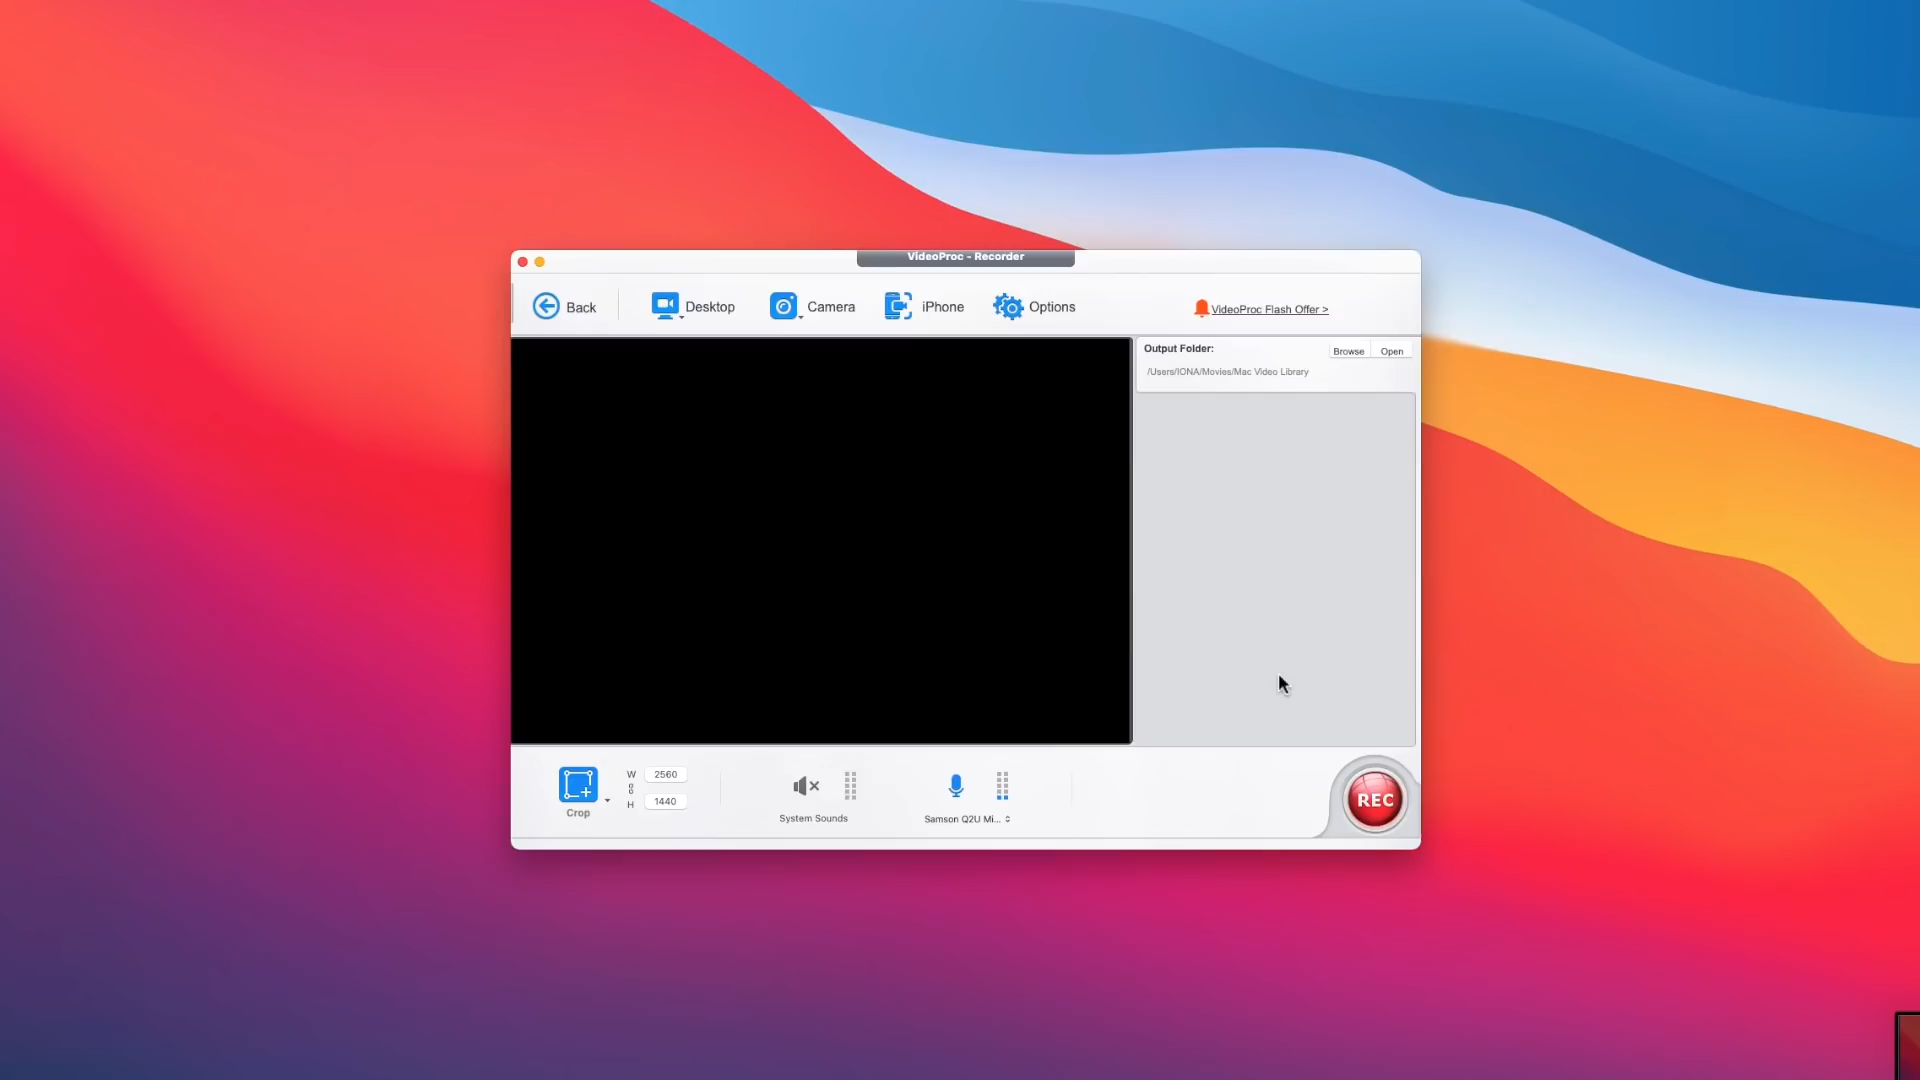 VideoProc - Recorder
Back
Desktop
Camera
iPhone
Options
VideoProc Flash Offer >
Output Folder:
Browse
Open
/Users/IONA/Movies/Mac Video Library
W 2560
H 1440
Crop
System Sounds
Samson Q2U Mi...
REC